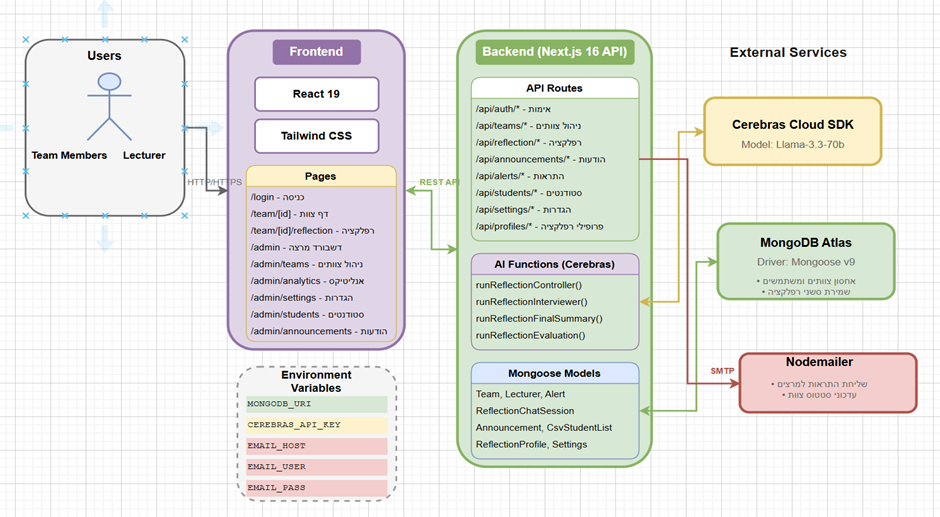 Users
Team Members
Lecturer
HTTP/HTTPS
Frontend
React 19
Tailwind CSS
Pages
/login - כניסה
/team/[id] - דף צוות
/team/[id]/reflection - רפלקציה
/admin - דשבורד מרצה
/admin/teams - ניהול צוותים
/admin/analytics - אנליטיקס
/admin/settings - הגדרות
/admin/students - סטודנטים
/admin/announcements - הודעות
Environment
Variables
MONGODB_URI
CEREBRAS_API_KEY
EMAIL_HOST
EMAIL_USER
EMAIL_PASS
REST API
Backend (Next.js 16 API)
API Routes
/api/auth/* - אימות
/api/teams/* - ניהול צוותים
/api/reflection/* - רפלקציה
/api/announcements/* - הודעות
/api/alerts/* - התראות
/api/students/* - סטודנטים
/api/settings/* - הגדרות
/api/profiles/* - פרופילי רפלקציה
AI Functions (Cerebras)
runReflectionController()
runReflectionInterviewer()
runReflectionFinalSummary()
runReflectionEvaluation()
Mongoose Models
Team, Lecturer, Alert
ReflectionChatSession
Announcement, CsvStudentList
ReflectionProfile, Settings
External Services
Cerebras Cloud SDK
Model: Llama-3.3-70b
MongoDB Atlas
Driver: Mongoose v9
• אחסון צוותים ומשתמשים
• שמירת סשני רפלקציה
SMTP
Nodemailer
• שליחת התראות למרצים
• עדכוני סטטוס צוות